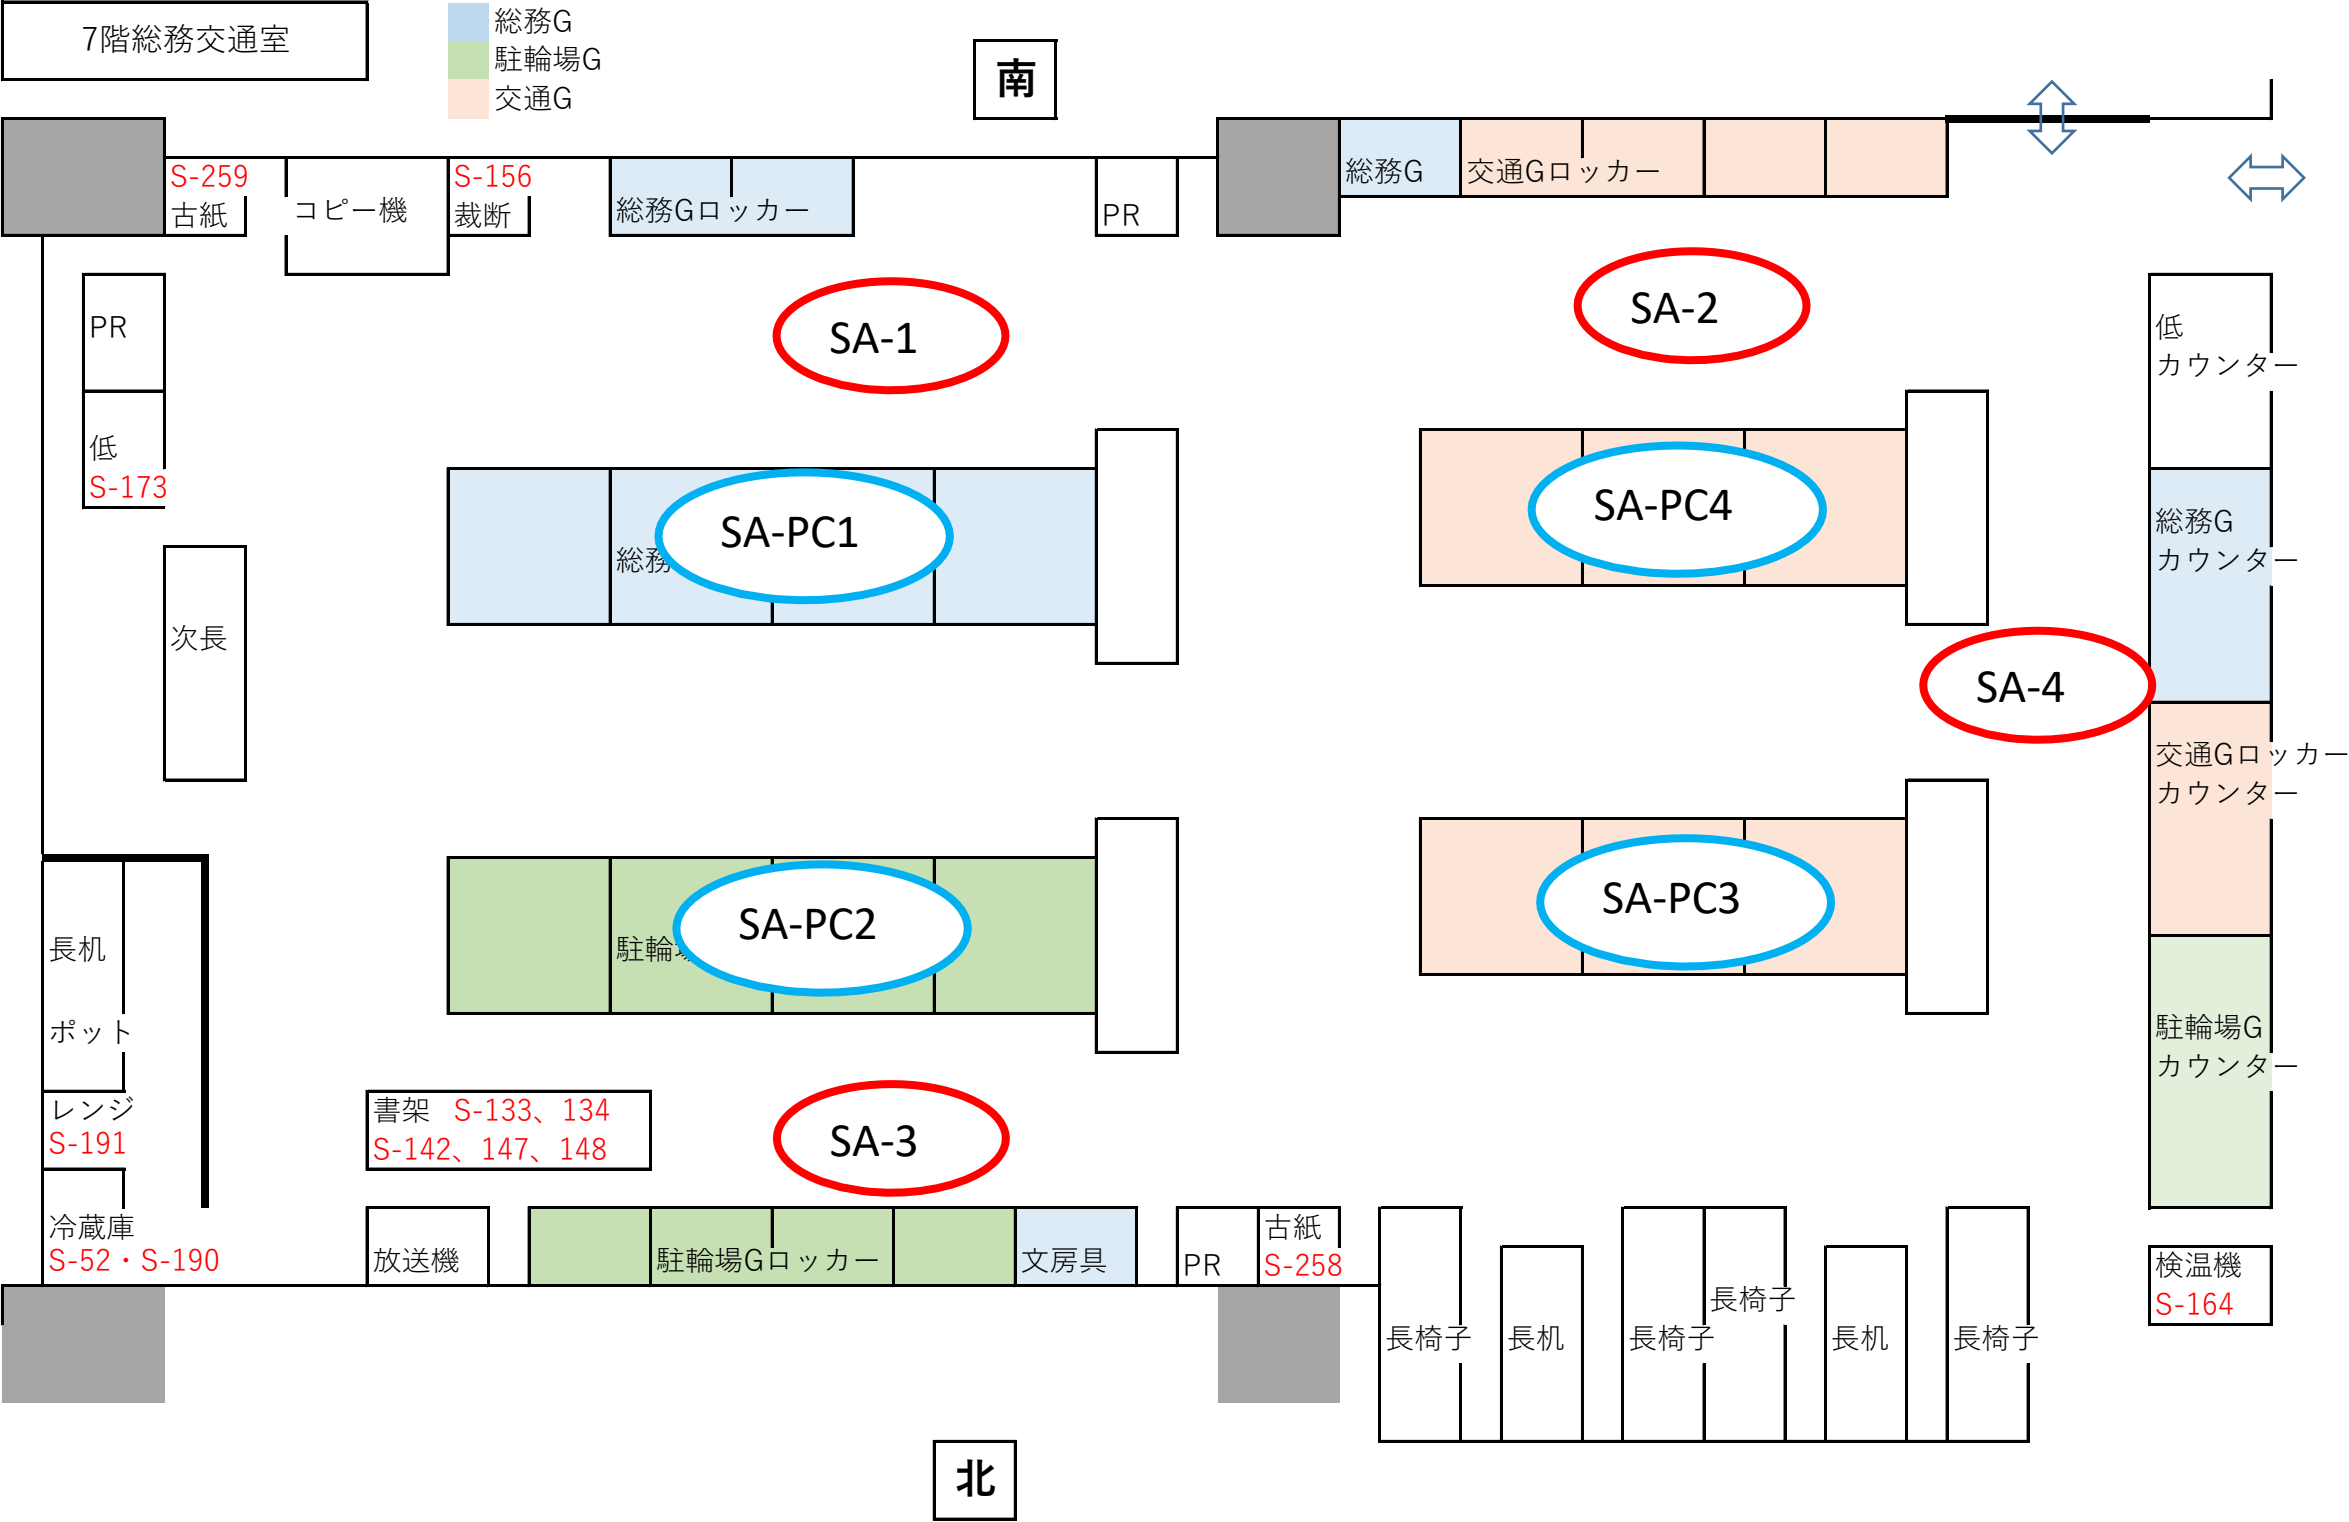 7階総務交通室
総務G
駐輪場G
交通G
南
S-259
古紙
コピー機
S-156
裁断
総務Gロッカー
PR
総務G
交通Gロッカー
PR
低
S-173
SA-1
SA-2
低
カウンター
総務
SA-PC1
SA-PC4
総務G
カウンター
次長
SA-4
交通Gロッカー
カウンター
駐輪場
SA-PC2
SA-PC3
長机
ポット
レンジ
S-191
冷蔵庫
S-52・S-190
書架 S-133、134
S-142、147、148
SA-3
駐輪場G
カウンター
放送機
駐輪場Gロッカー
文房具
PR
古紙
S-258
長椅子
長机
長椅子
長椅子
長机
長椅子
検温機
S-164
北